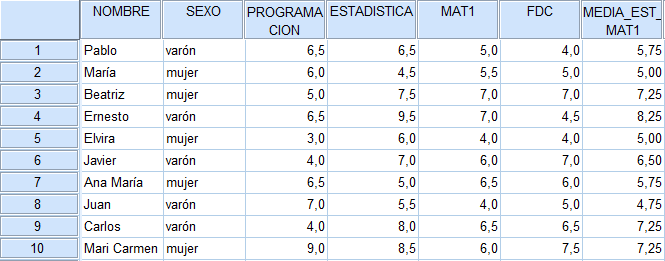 NOMBRE SEXO PROGRAMACION ESTADISTICA MAT1 FDC MEDIA_EST_MAT1
1 Pablo varón 6,5 6,5 5,0 4,0 5,75
2 María mujer 6,0 4,5 5,5 5,0 5,00
3 Beatriz mujer 5,0 7,5 7,0 7,0 7,25
4 Ernesto varón 6,5 9,5 7,0 4,5 8,25
5 Elvira mujer 3,0 6,0 4,0 4,0 5,00
6 Javier varón 4,0 7,0 6,0 7,0 6,50
7 Ana María mujer 6,5 5,0 6,5 6,0 5,75
8 Juan varón 7,0 5,5 4,0 5,0 4,75
9 Carlos varón 4,0 8,0 6,5 6,5 7,25
10 Mari Carmen mujer 9,0 8,5 6,0 7,5 7,25